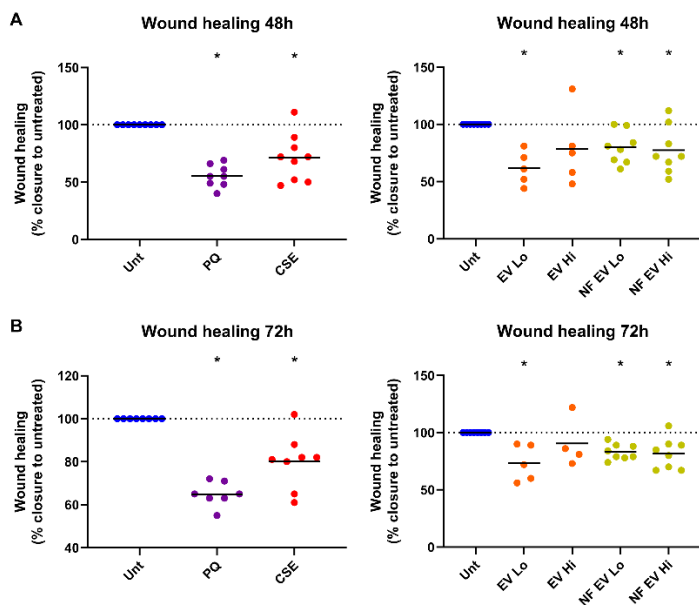 A
Wound healing 48h
* *
Wound healing
(% closure to untreated)
150
100
50
0
Unt
PQ
CSE
Wound healing 48h
* * *
Wound healing
(% closure to untreated)
150
100
50
0
Unt
EV Lo
EV Hi
NF EV Lo
NF EV Hi
B
Wound healing 72h
* *
Wound healing
(% closure to untreated)
120
100
80
60
40
Unt
PQ
CSE
Wound healing 72h
* * *
Wound healing
(% closure to untreated)
150
100
50
0
Unt
EV Lo
EV Hi
NF EV Lo
NF EV Hi